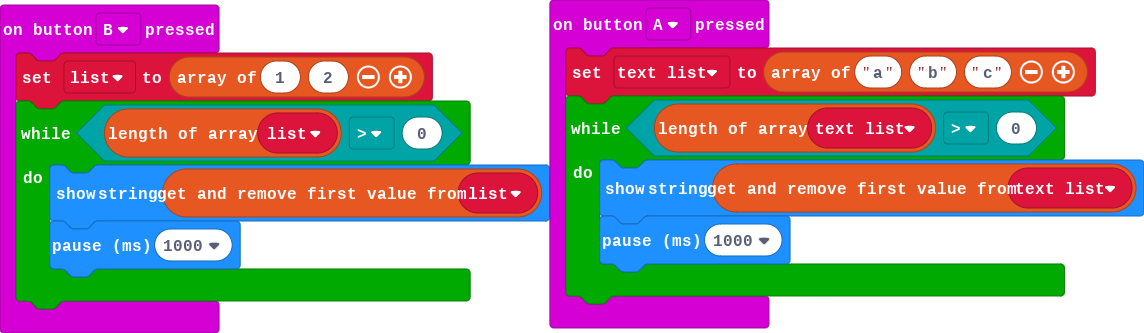 on button B pressed
set list to array of 1 2
while length of array list > 0
do
show string get and remove first value from list
pause (ms) 1000
on button A pressed
set text list to array of "a" "b" "c"
while length of array text list > 0
do
show string get and remove first value from text list
pause (ms) 1000